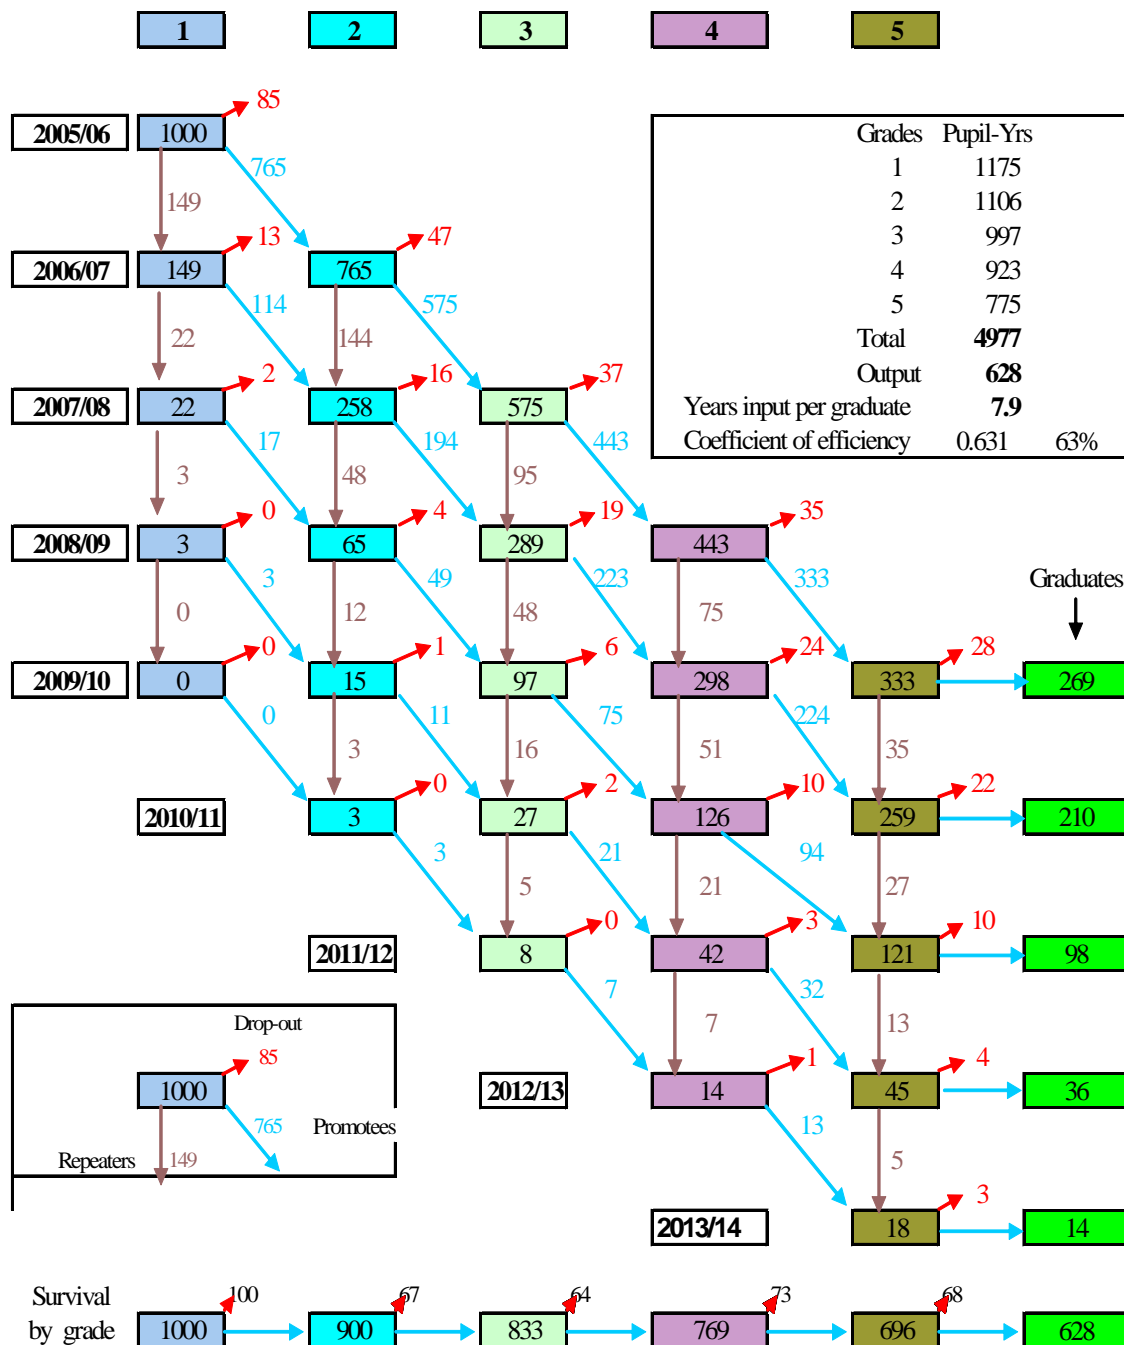 1 2 3 4 5
85
2005/06 1000
765
149
Grades Pupil-Yrs
1 1175
2 1106
3 997
4 923
5 775
Total 4977
Output 628
Years input per graduate 7.9
Coefficient of efficiency 0.631 63%
13 47
2006/07 149 765
114 575
22 144
2 16 37
2007/08 22 258 575
17 194 443
3 48 95
0 4 19 35
2008/09 3 65 289 443
3 49 223 333
0 12 48 75
Graduates
0 1 6 24 28
2009/10 0 15 97 298 333 269
0 11 75 224
3 16 51 35
0 2 10 22
2010/11 3 27 126 259 210
3 21 94
5 21 27
0 3 10
2011/12 8 42 121 98
7 32
7 13
1 4
2012/13 14 45 36
13
5
3
2013/14 18 14
Drop-out
85
1000
765
Promotees
Repeaters 149
Survival
by grade
100 67 64 73 68
1000 900 833 769 696 628